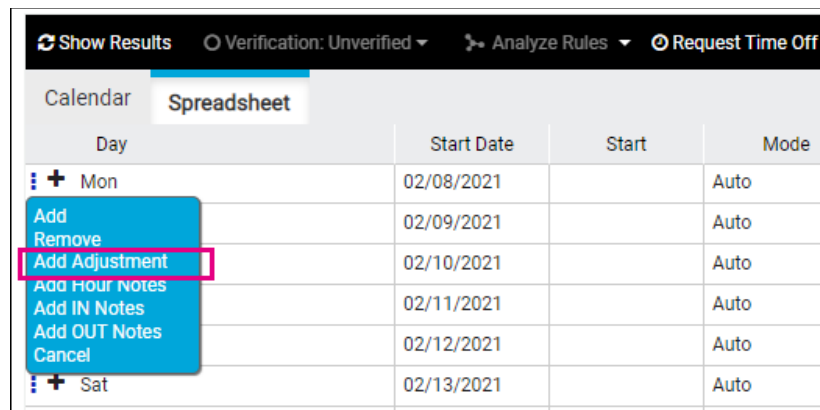 Show Results Verification: Unverified Analyze Rules Request Time Off
Calendar Spreadsheet
Day Start Date Start Mode
Mon 02/08/2021 Auto
Add
02/09/2021 Auto
Remove
Add Adjustment 02/10/2021 Auto
Add Hour Notes
Add IN Notes 02/11/2021 Auto
Add OUT Notes
02/12/2021 Auto
Cancel
Sat 02/13/2021 Auto